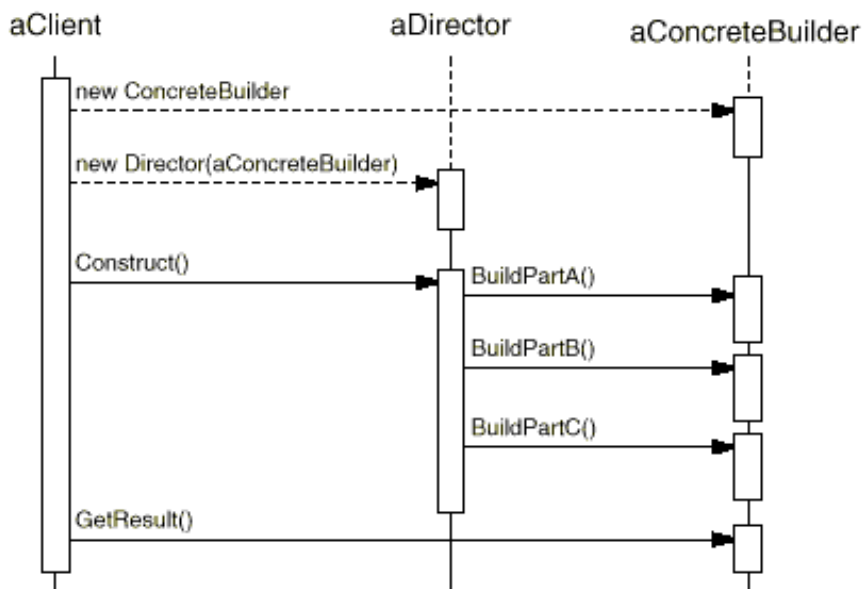 aClient
aDirector
aConcreteBuilder
new ConcreteBuilder
new Director(aConcreteBuilder)
Construct()
BuildPartA()
BuildPartB()
BuildPartC()
GetResult()